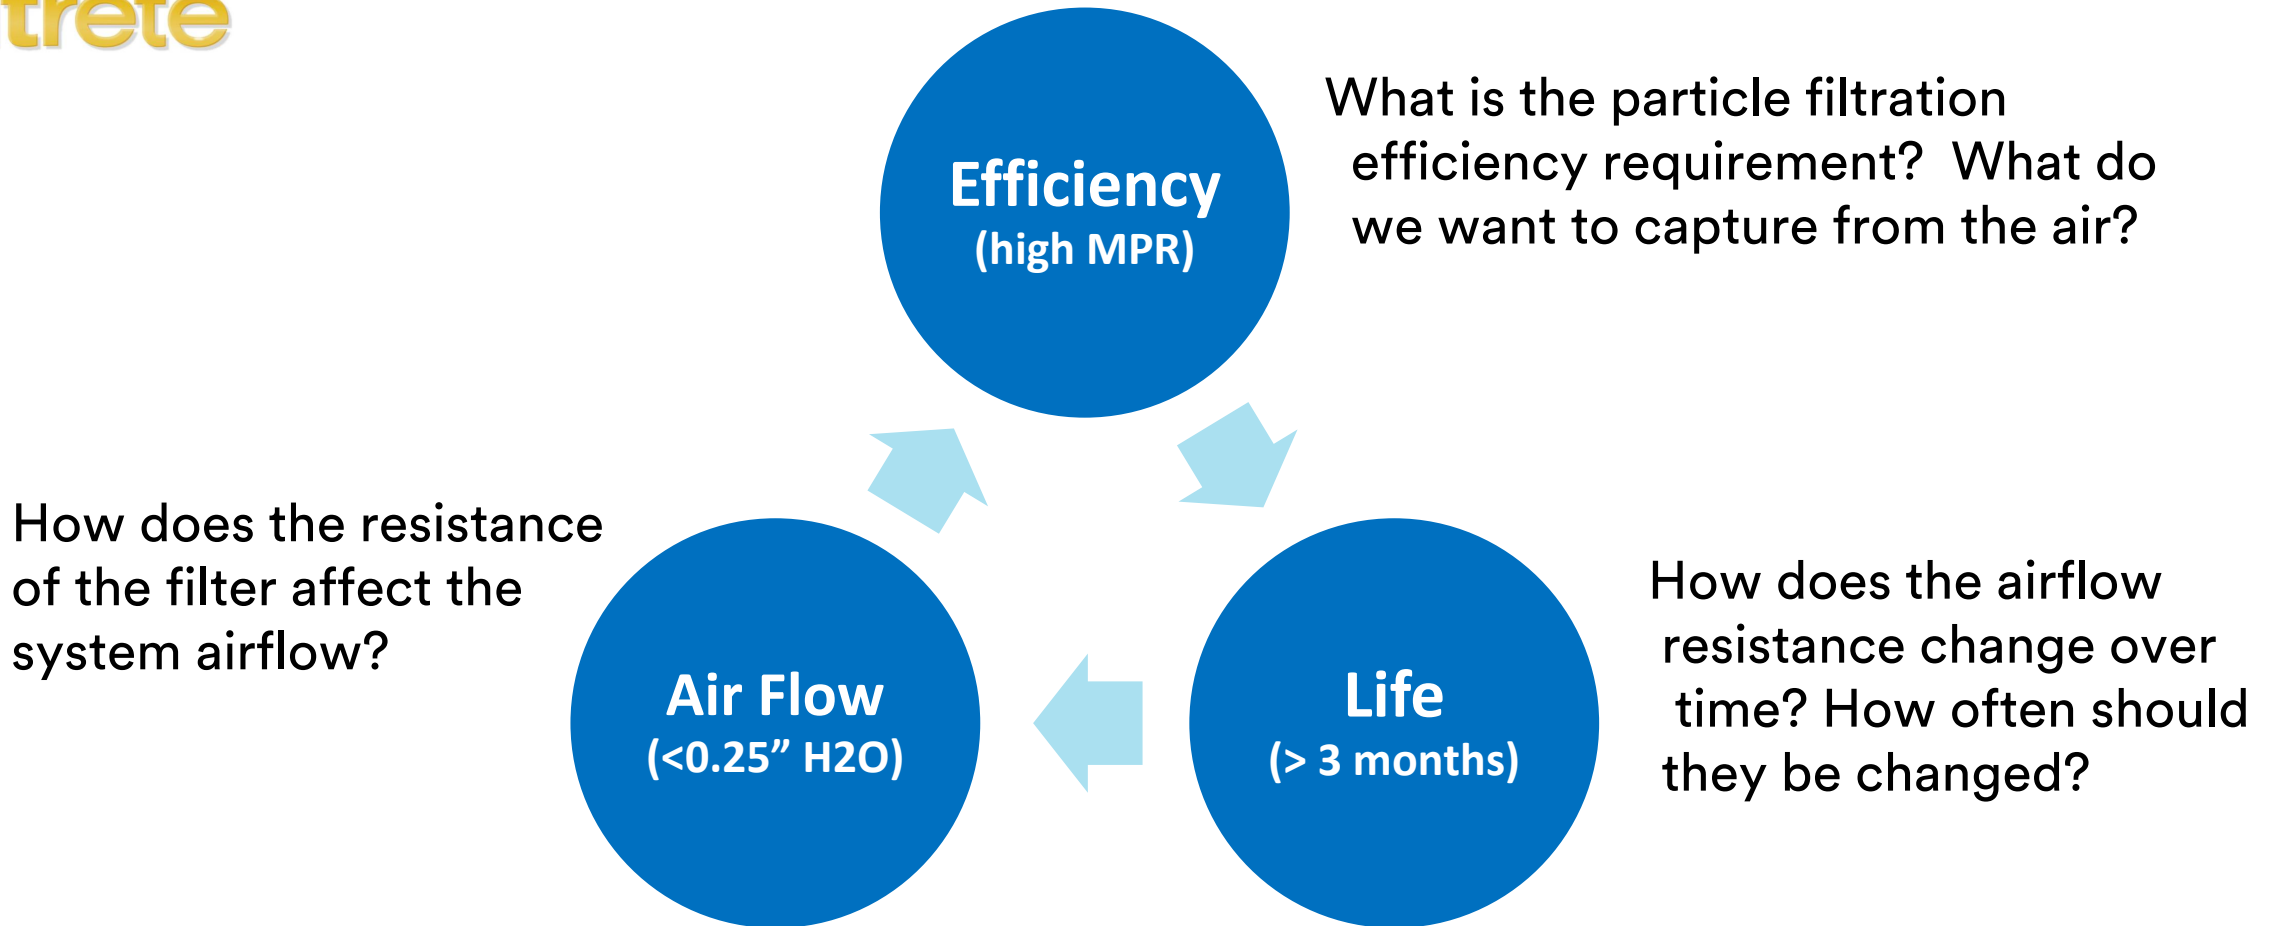 trete
What is the particle filtration
efficiency requirement? What do
we want to capture from the air?
Efficiency
(high MPR)
How does the resistance
of the filter affect the
system airflow?
Air Flow
(<0.25” H2O)
Life
(> 3 months)
How does the airflow
resistance change over
time? How often should
they be changed?